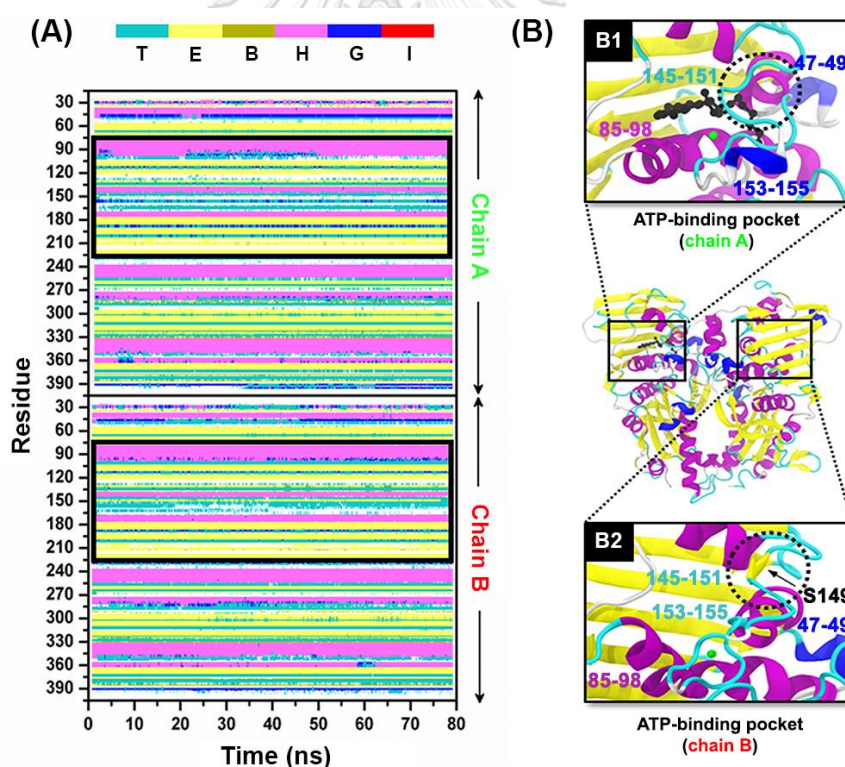 (A)
T E B H G I
Residue
30
60
90
120
150
180
210
240
270
300
330
360
390
30
60
90
120
150
180
210
240
270
300
330
360
390
0 10 20 30 40 50 60 70 80
Time (ns)
Chain A
Chain B
(B)
B1
47-49
145-151
85-98
153-155
ATP-binding pocket
(chain A)
B2
145-151
S149
153-155
47-49
85-98
ATP-binding pocket
(chain B)